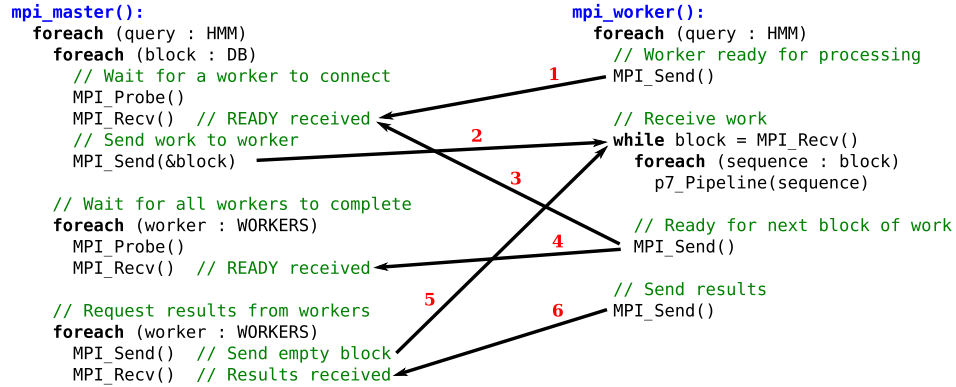 mpi_master():
foreach (query : HMM)
foreach (block : DB)
// Wait for a worker to connect
MPI_Probe()
MPI_Recv() // READY received
// Send work to worker
MPI_Send(&block)
// Wait for all workers to complete
foreach (worker : WORKERS)
MPI_Probe()
MPI_Recv() // READY received
// Request results from workers
foreach (worker : WORKERS)
MPI_Send() // Send empty block
MPI_Recv() // Results received
1
2
3
4
5
6
mpi_worker():
foreach (query : HMM)
// Worker ready for processing
MPI_Send()
// Receive work
while block = MPI_Recv()
foreach (sequence : block)
p7_Pipeline(sequence)
// Ready for next block of work
MPI_Send()
// Send results
MPI_Send()